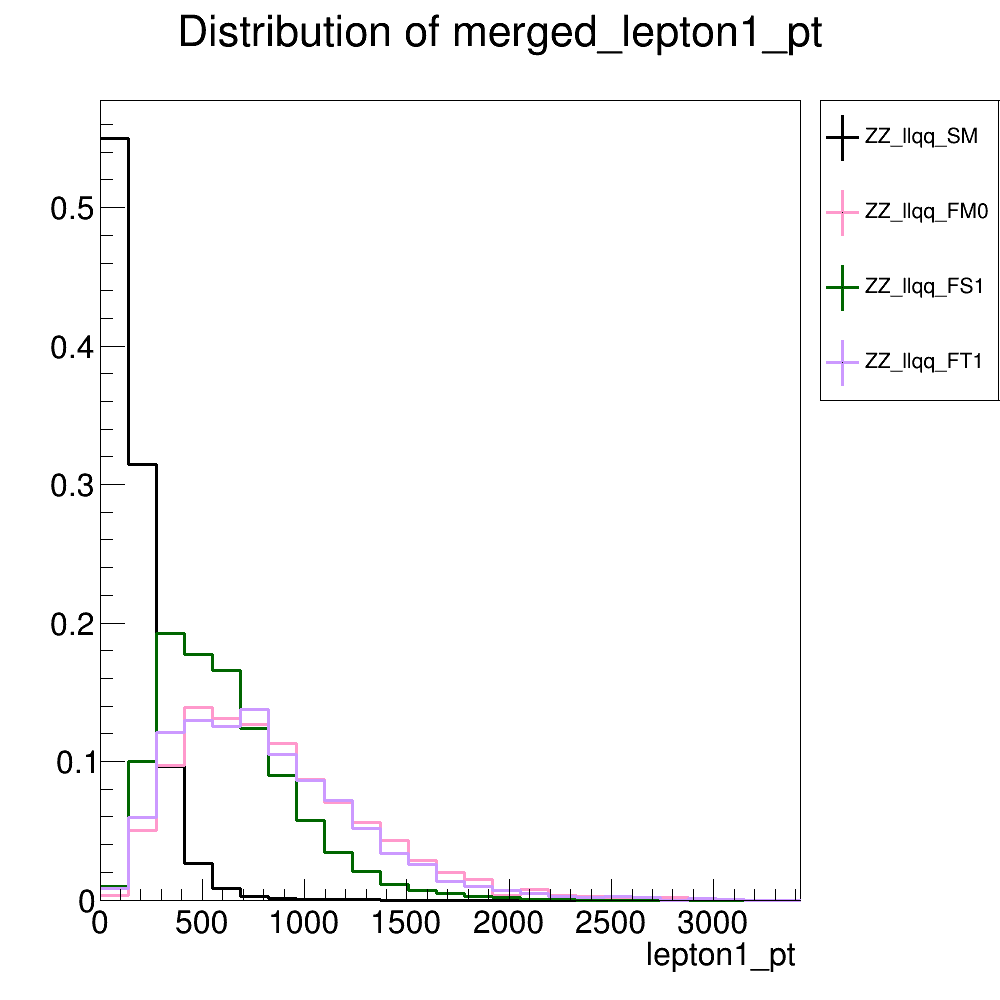 Distribution of merged_lepton1_pt
ZZ_llqq_SM
ZZ_llqq_FM0
ZZ_llqq_FS1
ZZ_llqq_FT1
0.5
0.4
0.3
0.2
0.1
0
0 500 1000 1500 2000 2500 3000
lepton1_pt